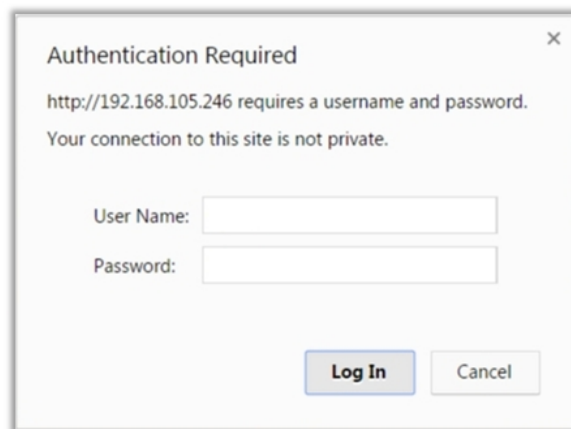 Authentication Required
http://192.168.105.246 requires a username and password.
Your connection to this site is not private.
User Name:
Password:
Log In
Cancel